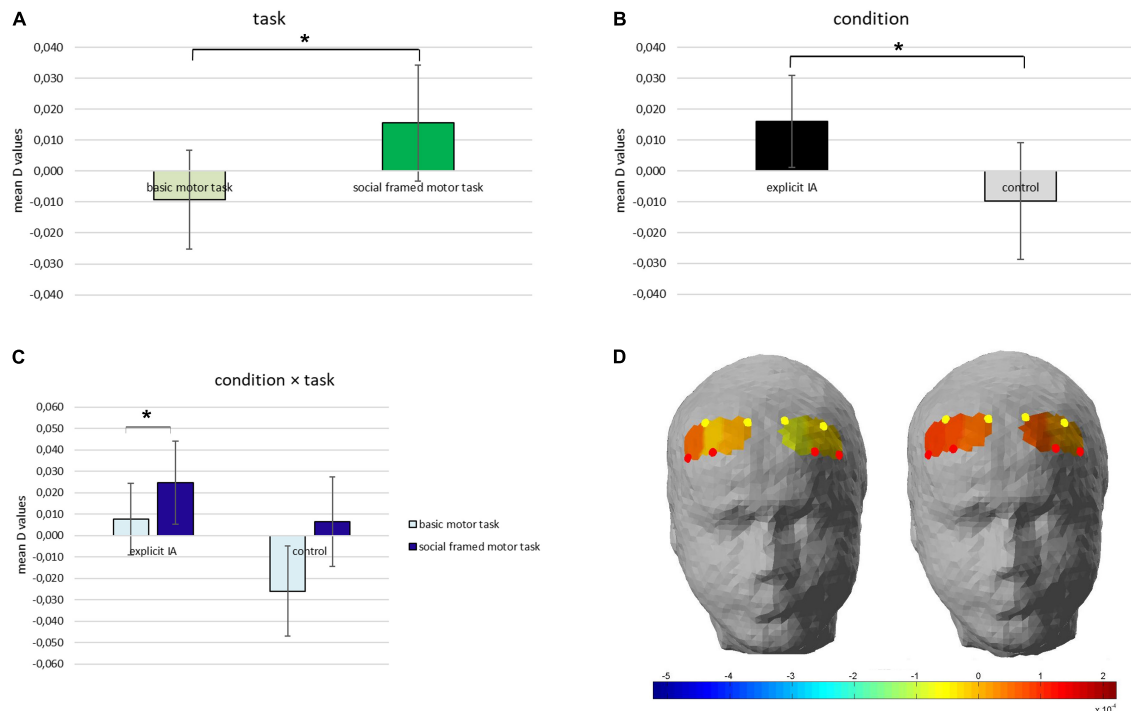 A
task
*
0,040
0,030
0,020
0,010
0,000
-0,010
-0,020
-0,030
-0,040
mean D values
basic motor task
social framed motor task
B
condition
*
0,040
0,030
0,020
0,010
0,000
-0,010
-0,020
-0,030
-0,040
mean D values
explicit IA
control
C
condition × task
*
0,060
0,050
0,040
0,030
0,020
0,010
0,000
-0,010
-0,020
-0,030
-0,040
-0,050
-0,060
mean D values
explicit IA
control
basic motor task
social framed motor task
D
-5 -4 -3 -2 -1 0 1 2
x 10⁻⁴